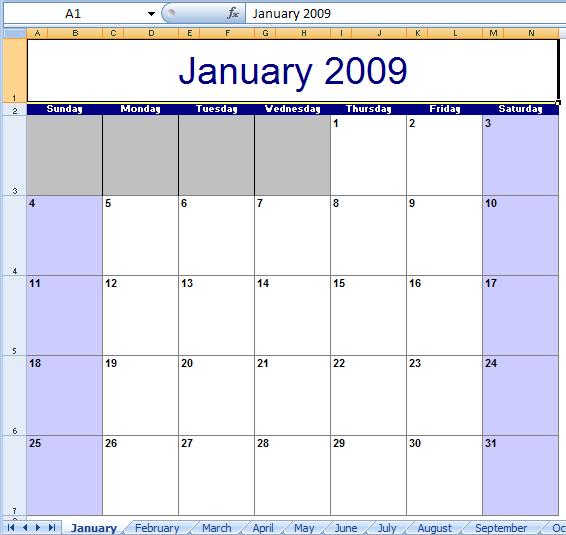 A1 fx January 2009
A B C D E F G H I J K L M N
1 January 2009
2 Sunday Monday Tuesday Wednesday Thursday Friday Saturday
1 2 3
3
4 5 6 7 8 9 10
4
11 12 13 14 15 16 17
5
18 19 20 21 22 23 24
6
25 26 27 28 29 30 31
7
January February March April May June July August September Oc